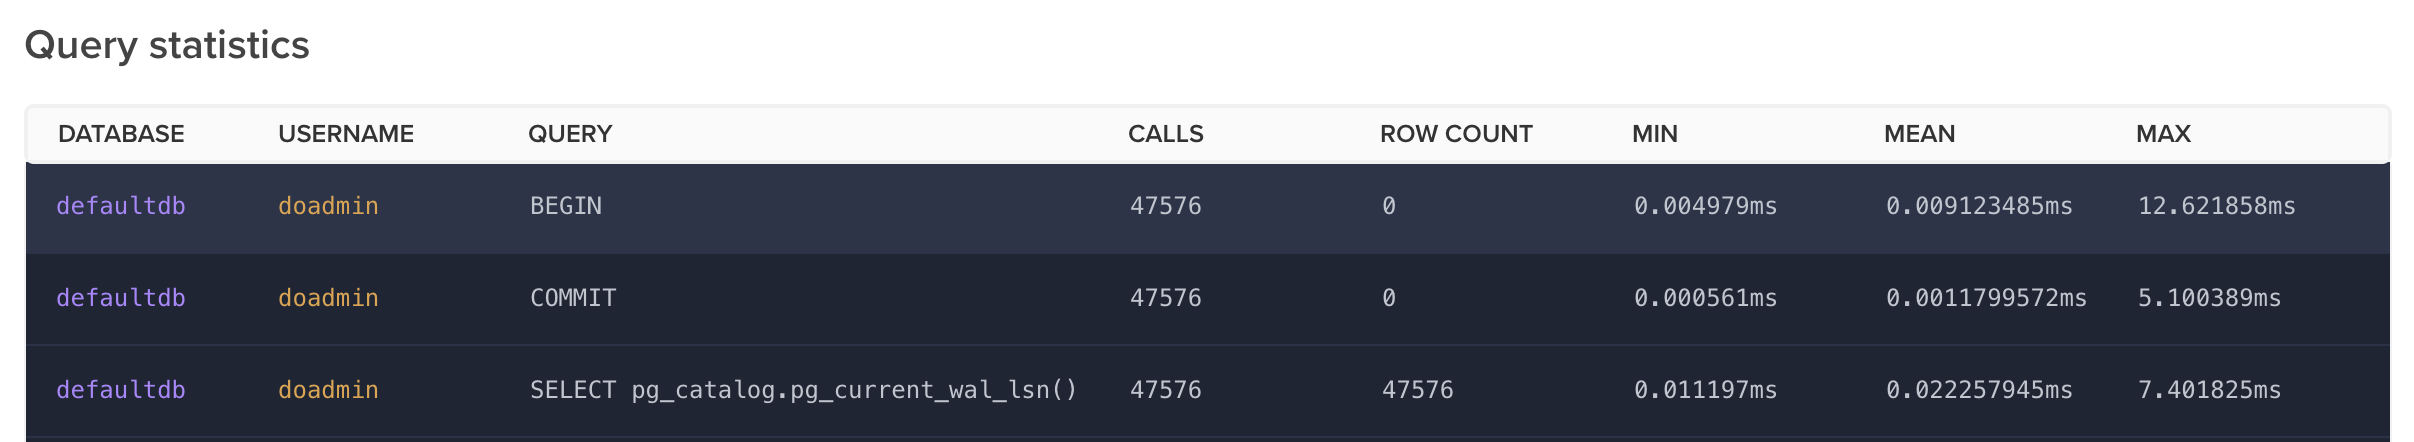 Query statistics
DATABASE USERNAME QUERY CALLS ROW COUNT MIN MEAN MAX
defaultdb doadmin BEGIN 47576 0 0.004979ms 0.009123485ms 12.621858ms
defaultdb doadmin COMMIT 47576 0 0.000561ms 0.0011799572ms 5.100389ms
defaultdb doadmin SELECT pg_catalog.pg_current_wal_lsn() 47576 47576 0.011197ms 0.022257945ms 7.401825ms